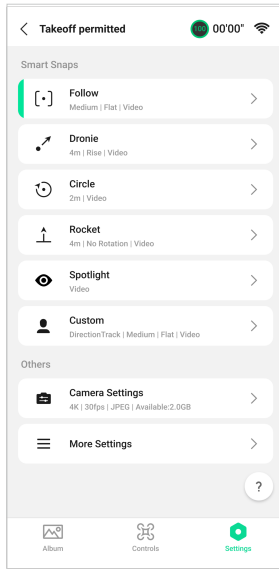 Takeoff permitted
100 00'00"
Smart Snaps
Follow
Medium | Flat | Video
Dronie
4m | Rise | Video
Circle
2m | Video
Rocket
4m | No Rotation | Video
Spotlight
Video
Custom
DirectionTrack | Medium | Flat | Video
Others
Camera Settings
4K | 30fps | JPEG | Available:2.0GB
More Settings
?
Album
Controls
Settings